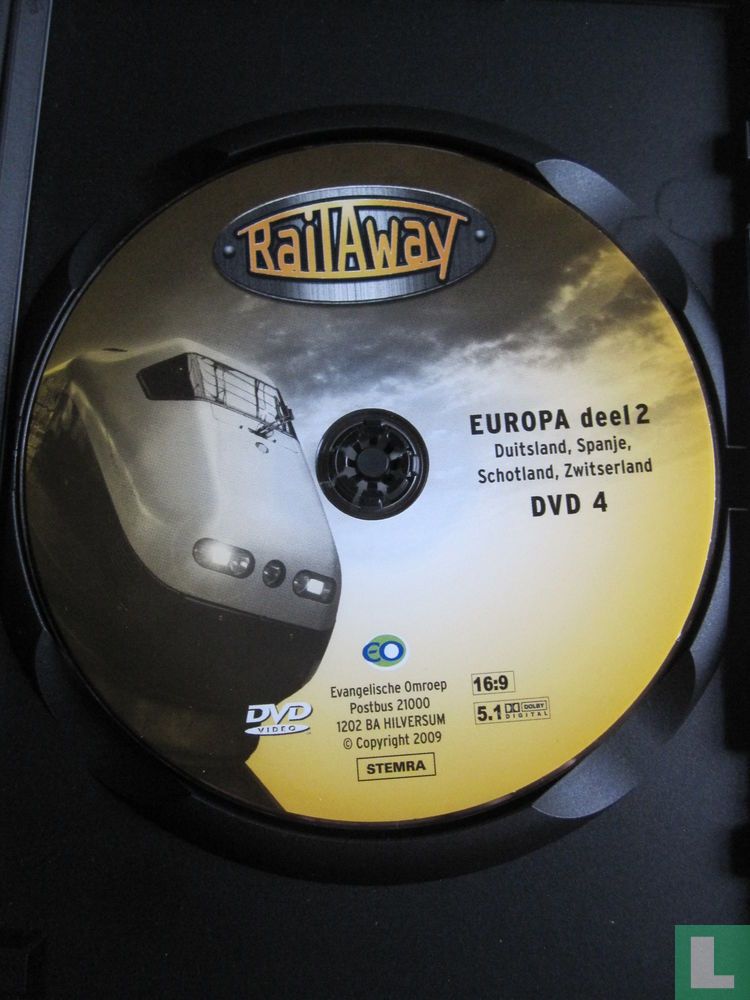 RailAway
EUROPA deel 2
Duitsland, Spanje,
Schotland, Zwitserland
DVD 4
EO
Evangelische Omroep
Postbus 21000
1202 BA HILVERSUM
© Copyright 2009
STEMRA
DVD
VIDEO
16:9
5.1 DOLBY
DIGITAL
L